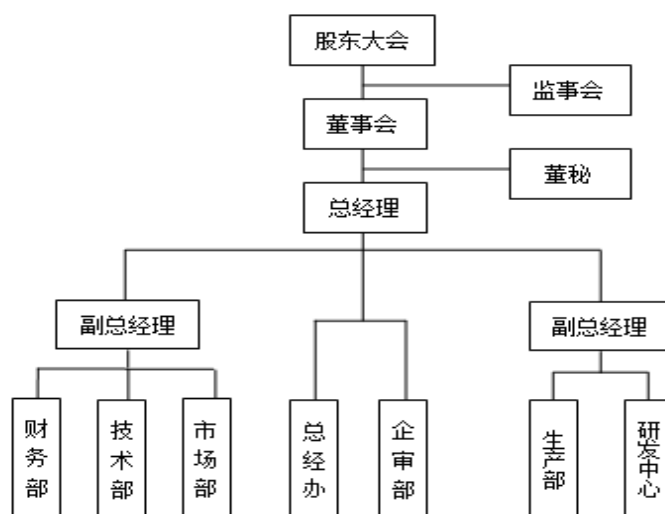 股东大会
监事会
董事会
董秘
总经理
副总经理
副总经理
财务部
技术部
市场部
总经办
企审部
生产部
研发中心